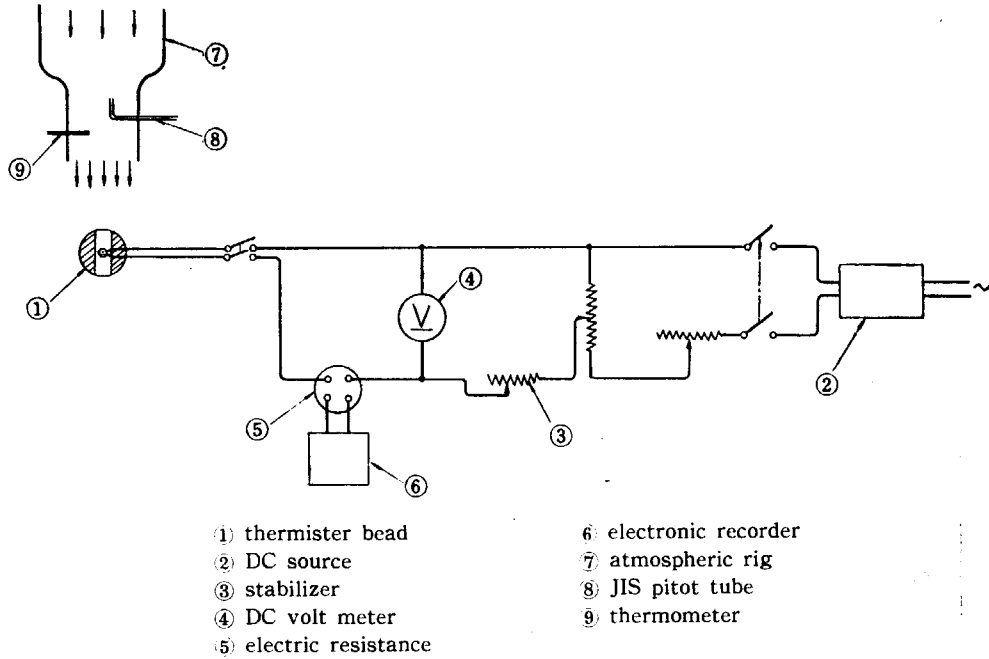 ⑦
⑧
⑨
①
④
V
②
③
⑤
⑥
① thermister bead
② DC source
③ stabilizer
④ DC volt meter
⑤ electric resistance
⑥ electronic recorder
⑦ atmospheric rig
⑧ JIS pitot tube
⑨ thermometer